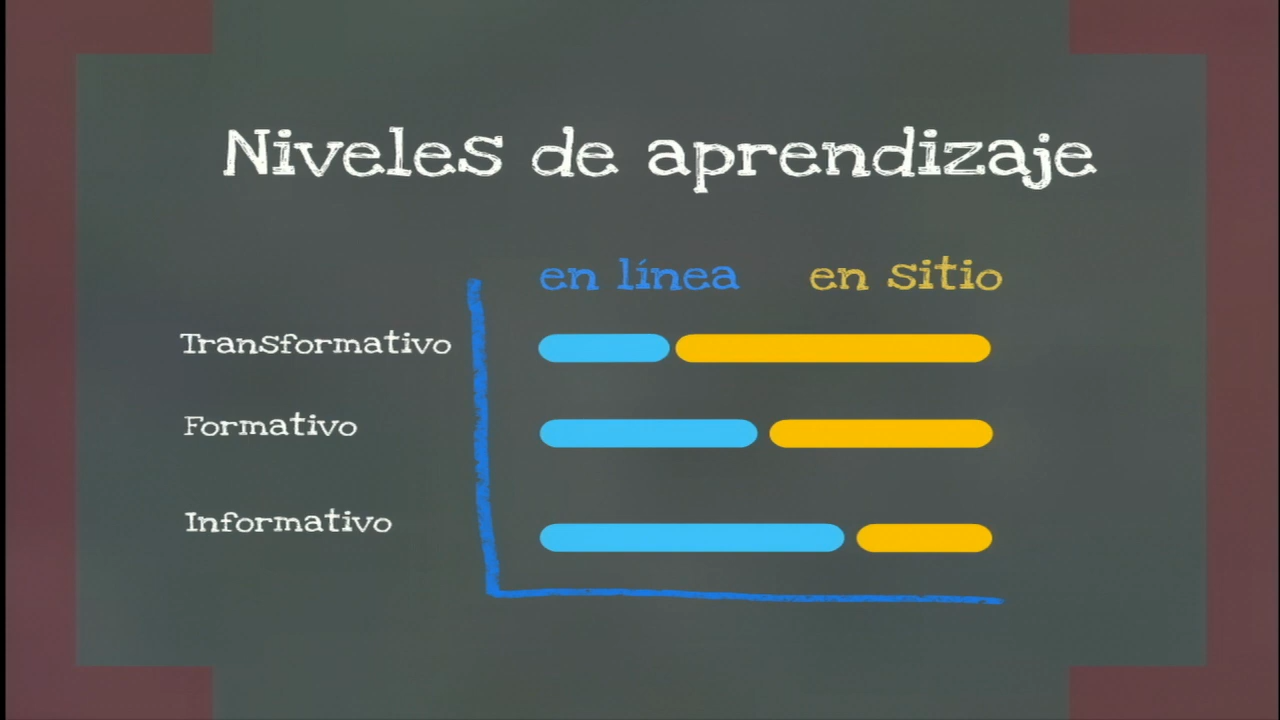 Niveles de aprendizaje
en línea en sitio
Transformativo
Formativo
Informativo